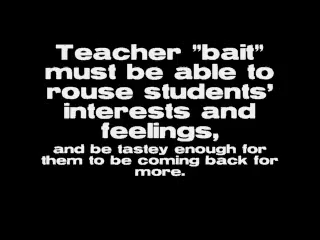 Teacher "bait"
must be able to
rouse students'
interests and
feelings,
and be tastey enough for
them to be coming back for
more.